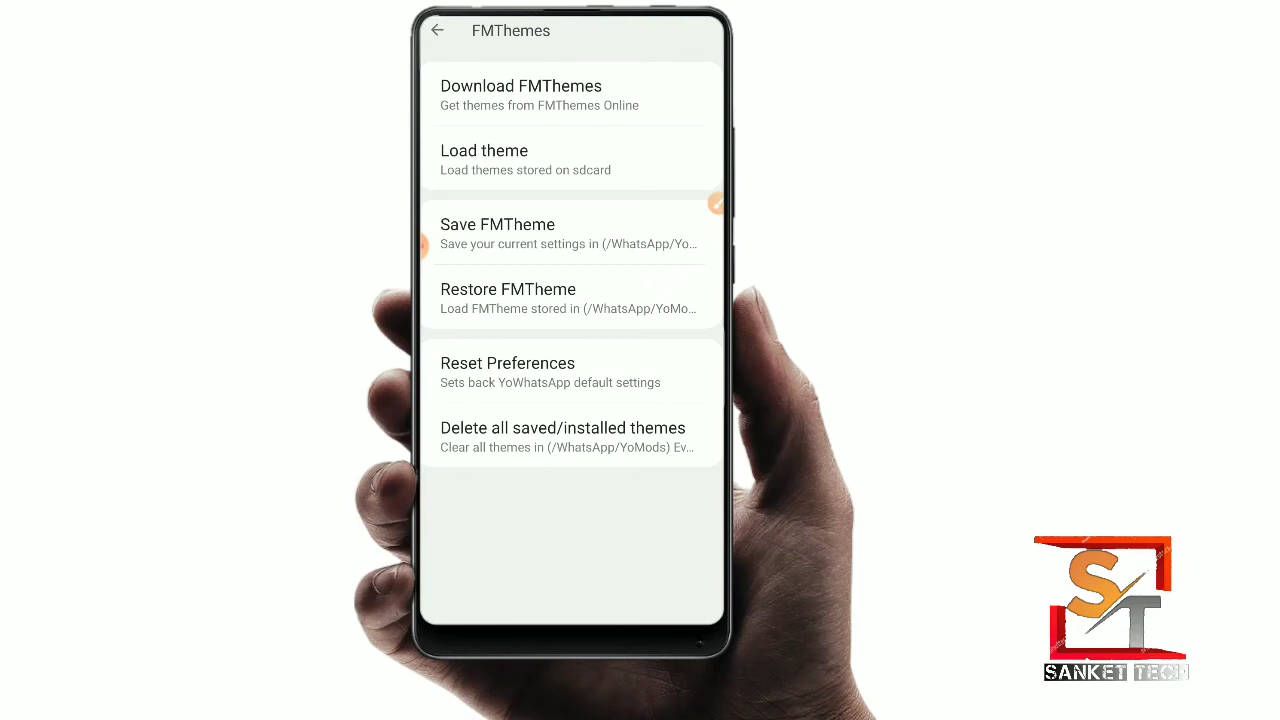 FMThemes
Download FMThemes
Get themes from FMThemes Online
Load theme
Load themes stored on sdcard
Save FMTheme
Save your current settings in (/WhatsApp/Yo...
Restore FMTheme
Load FMTheme stored in (/WhatsApp/YoMo...
Reset Preferences
Sets back YoWhatsApp default settings
Delete all saved/installed themes
Clear all themes in (/WhatsApp/YoMods) Ev...
ST
SANKET TECH